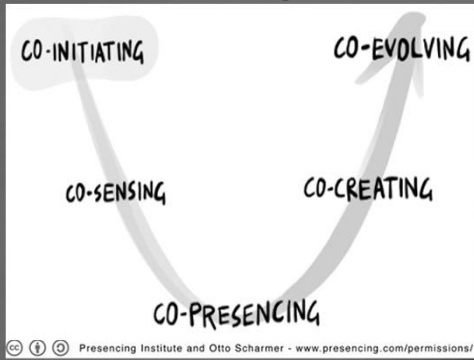 CO-INITIATING
CO-EVOLVING
CO-SENSING
CO-CREATING
CO-PRESENCING
Presencing Institute and Otto Scharmer - www.presencing.com/permissions/